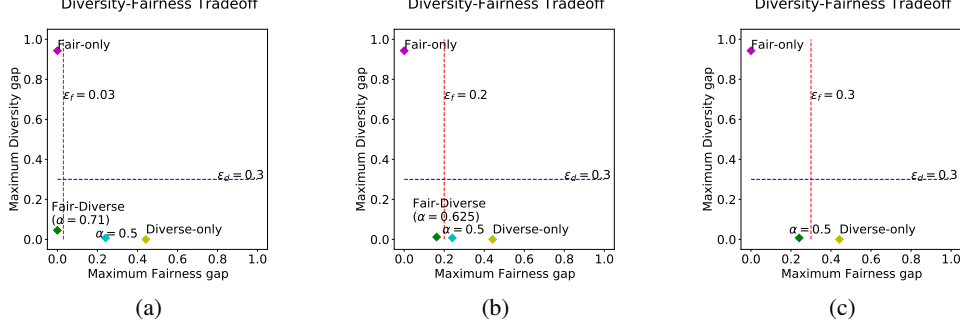 Diversity-Fairness Tradeoff
1.0
0.8
0.6
0.4
0.2
0.0
Maximum Diversity gap
Fair-only
ε_f = 0.03
ε_d = 0.3
Fair-Diverse
(α = 0.71)
α = 0.5
Diverse-only
0.0 0.2 0.4 0.6 0.8 1.0
Maximum Fairness gap
(a)
Diversity-Fairness Tradeoff
1.0
0.8
0.6
0.4
0.2
0.0
Maximum Diversity gap
Fair-only
ε_f = 0.2
ε_d = 0.3
Fair-Diverse
(α = 0.625)
α = 0.5
Diverse-only
0.0 0.2 0.4 0.6 0.8 1.0
Maximum Fairness gap
(b)
Diversity-Fairness Tradeoff
1.0
0.8
0.6
0.4
0.2
0.0
Maximum Diversity gap
Fair-only
ε_f = 0.3
ε_d = 0.3
α = 0.5
Diverse-only
0.0 0.2 0.4 0.6 0.8 1.0
Maximum Fairness gap
(c)